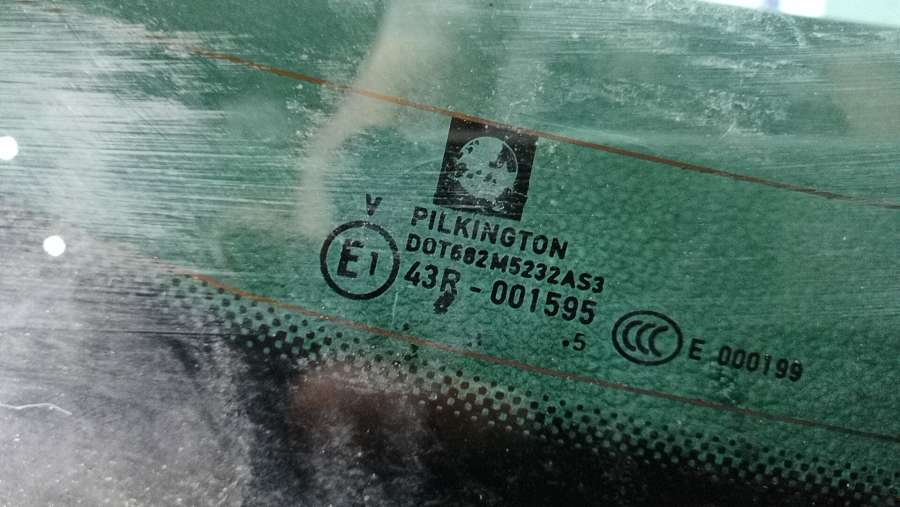 V
PILKINGTON
E1
DOT682M5232AS3
43R - 001595
.5
CCC E 000199